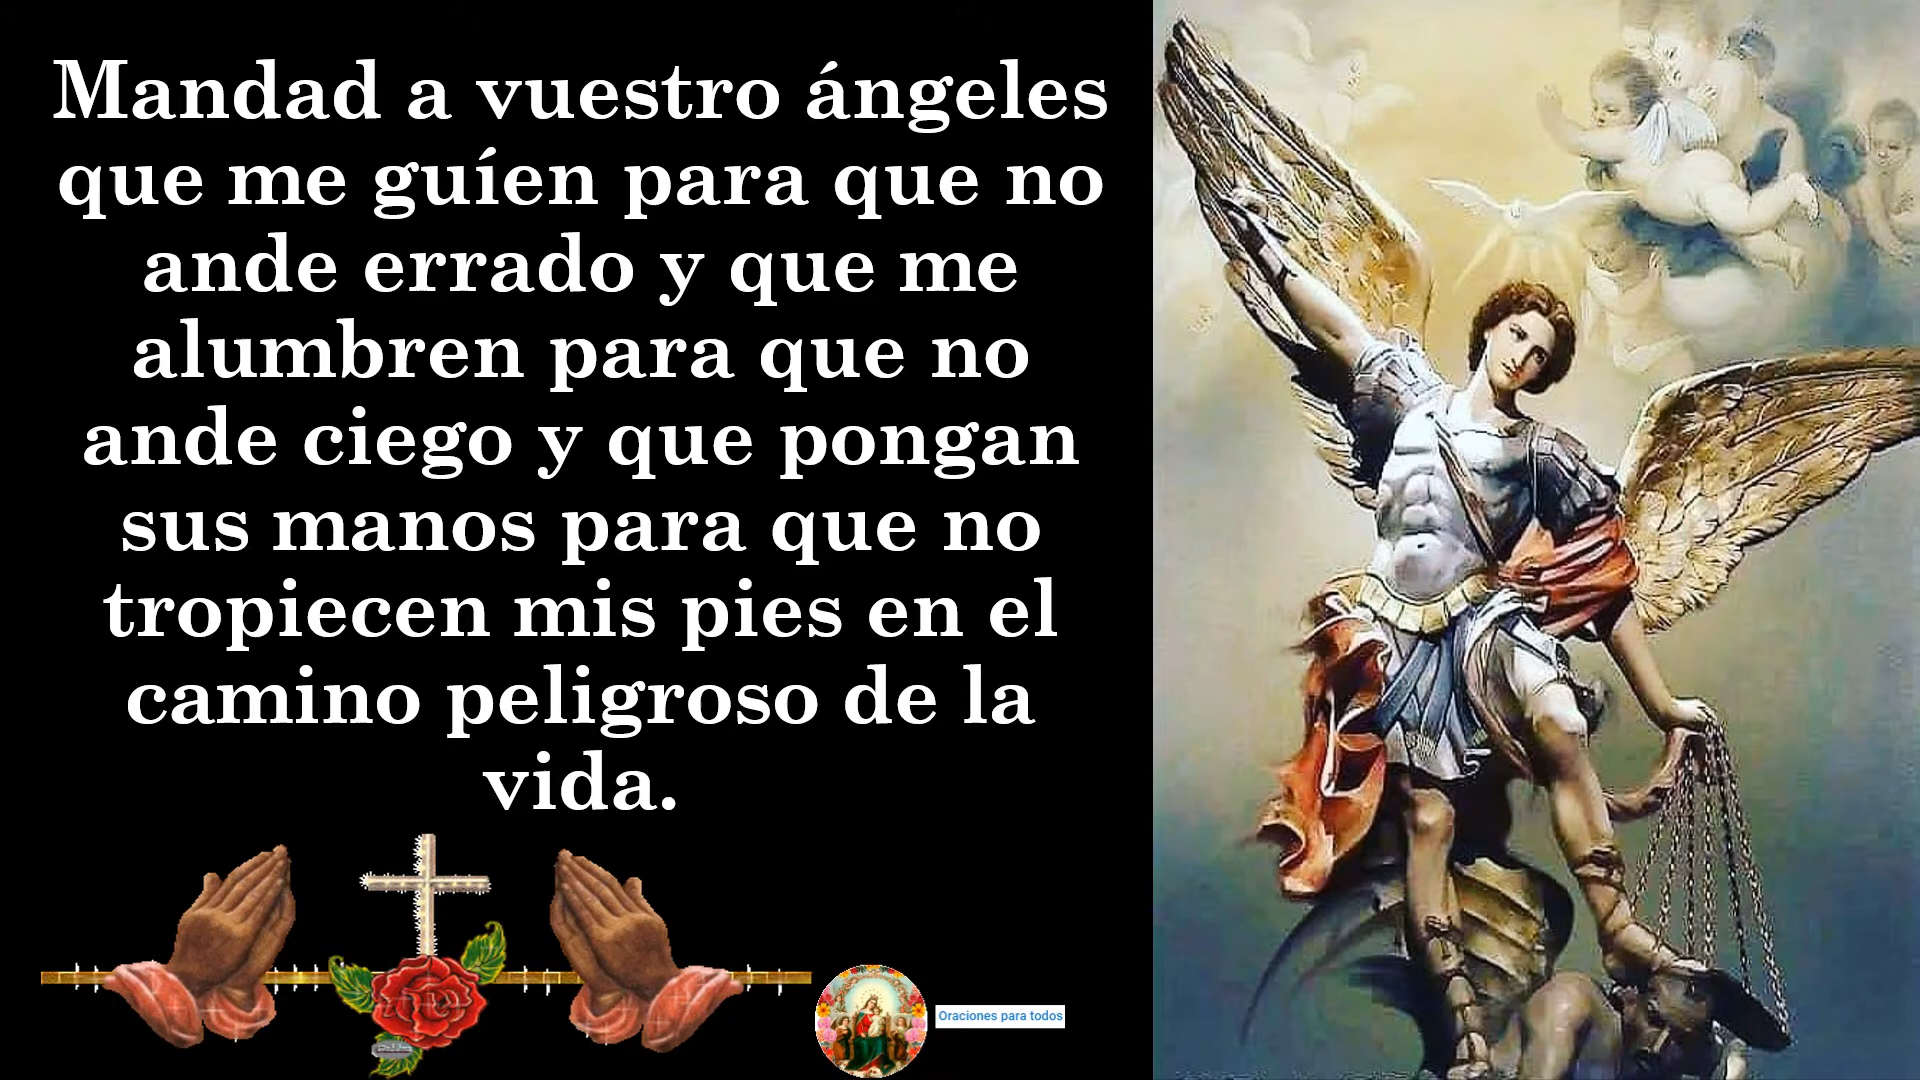 Mandad a vuestro ángeles
que me guíen para que no
ande errado y que me
alumbren para que no
ande ciego y que pongan
sus manos para que no
tropiecen mis pies en el
camino peligroso de la
vida.
Oraciones para todos